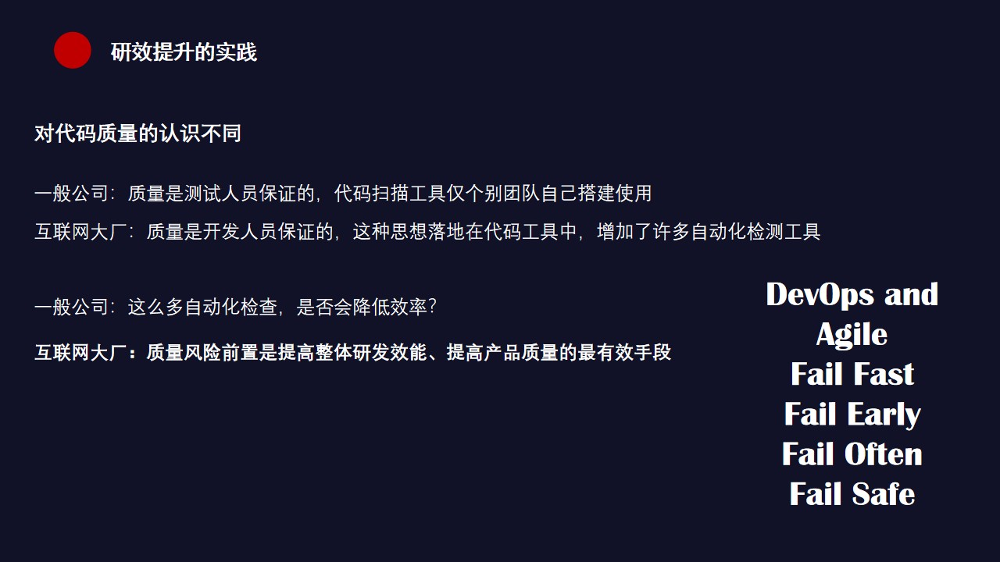 研效提升的实践
对代码质量的认识不同
一般公司：质量是测试人员保证的，代码扫描工具仅个别团队自己搭建使用
互联网大厂：质量是开发人员保证的，这种思想落地在代码工具中，增加了许多自动化检测工具
一般公司：这么多自动化检查，是否会降低效率？
互联网大厂：质量风险前置是提高整体研发效能、提高产品质量的最有效手段
DevOps and
Agile
Fail Fast
Fail Early
Fail Often
Fail Safe